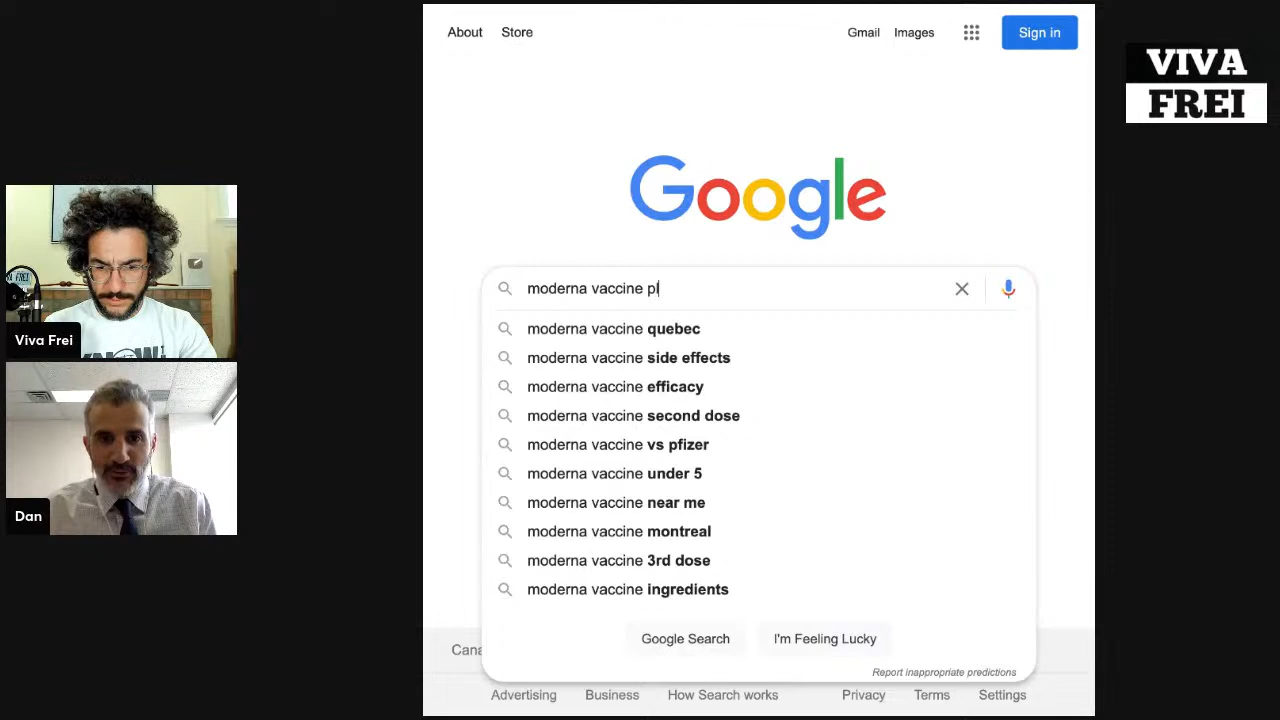 About Store Gmail Images Sign in
VIVA
FREI
Google
moderna vaccine pl
moderna vaccine quebec
moderna vaccine side effects
moderna vaccine efficacy
moderna vaccine second dose
moderna vaccine vs pfizer
moderna vaccine under 5
moderna vaccine near me
moderna vaccine montreal
moderna vaccine 3rd dose
moderna vaccine ingredients
Google Search I'm Feeling Lucky
Report inappropriate predictions
Cana
Advertising Business How Search works Privacy Terms Settings
Viva Frei
Dan